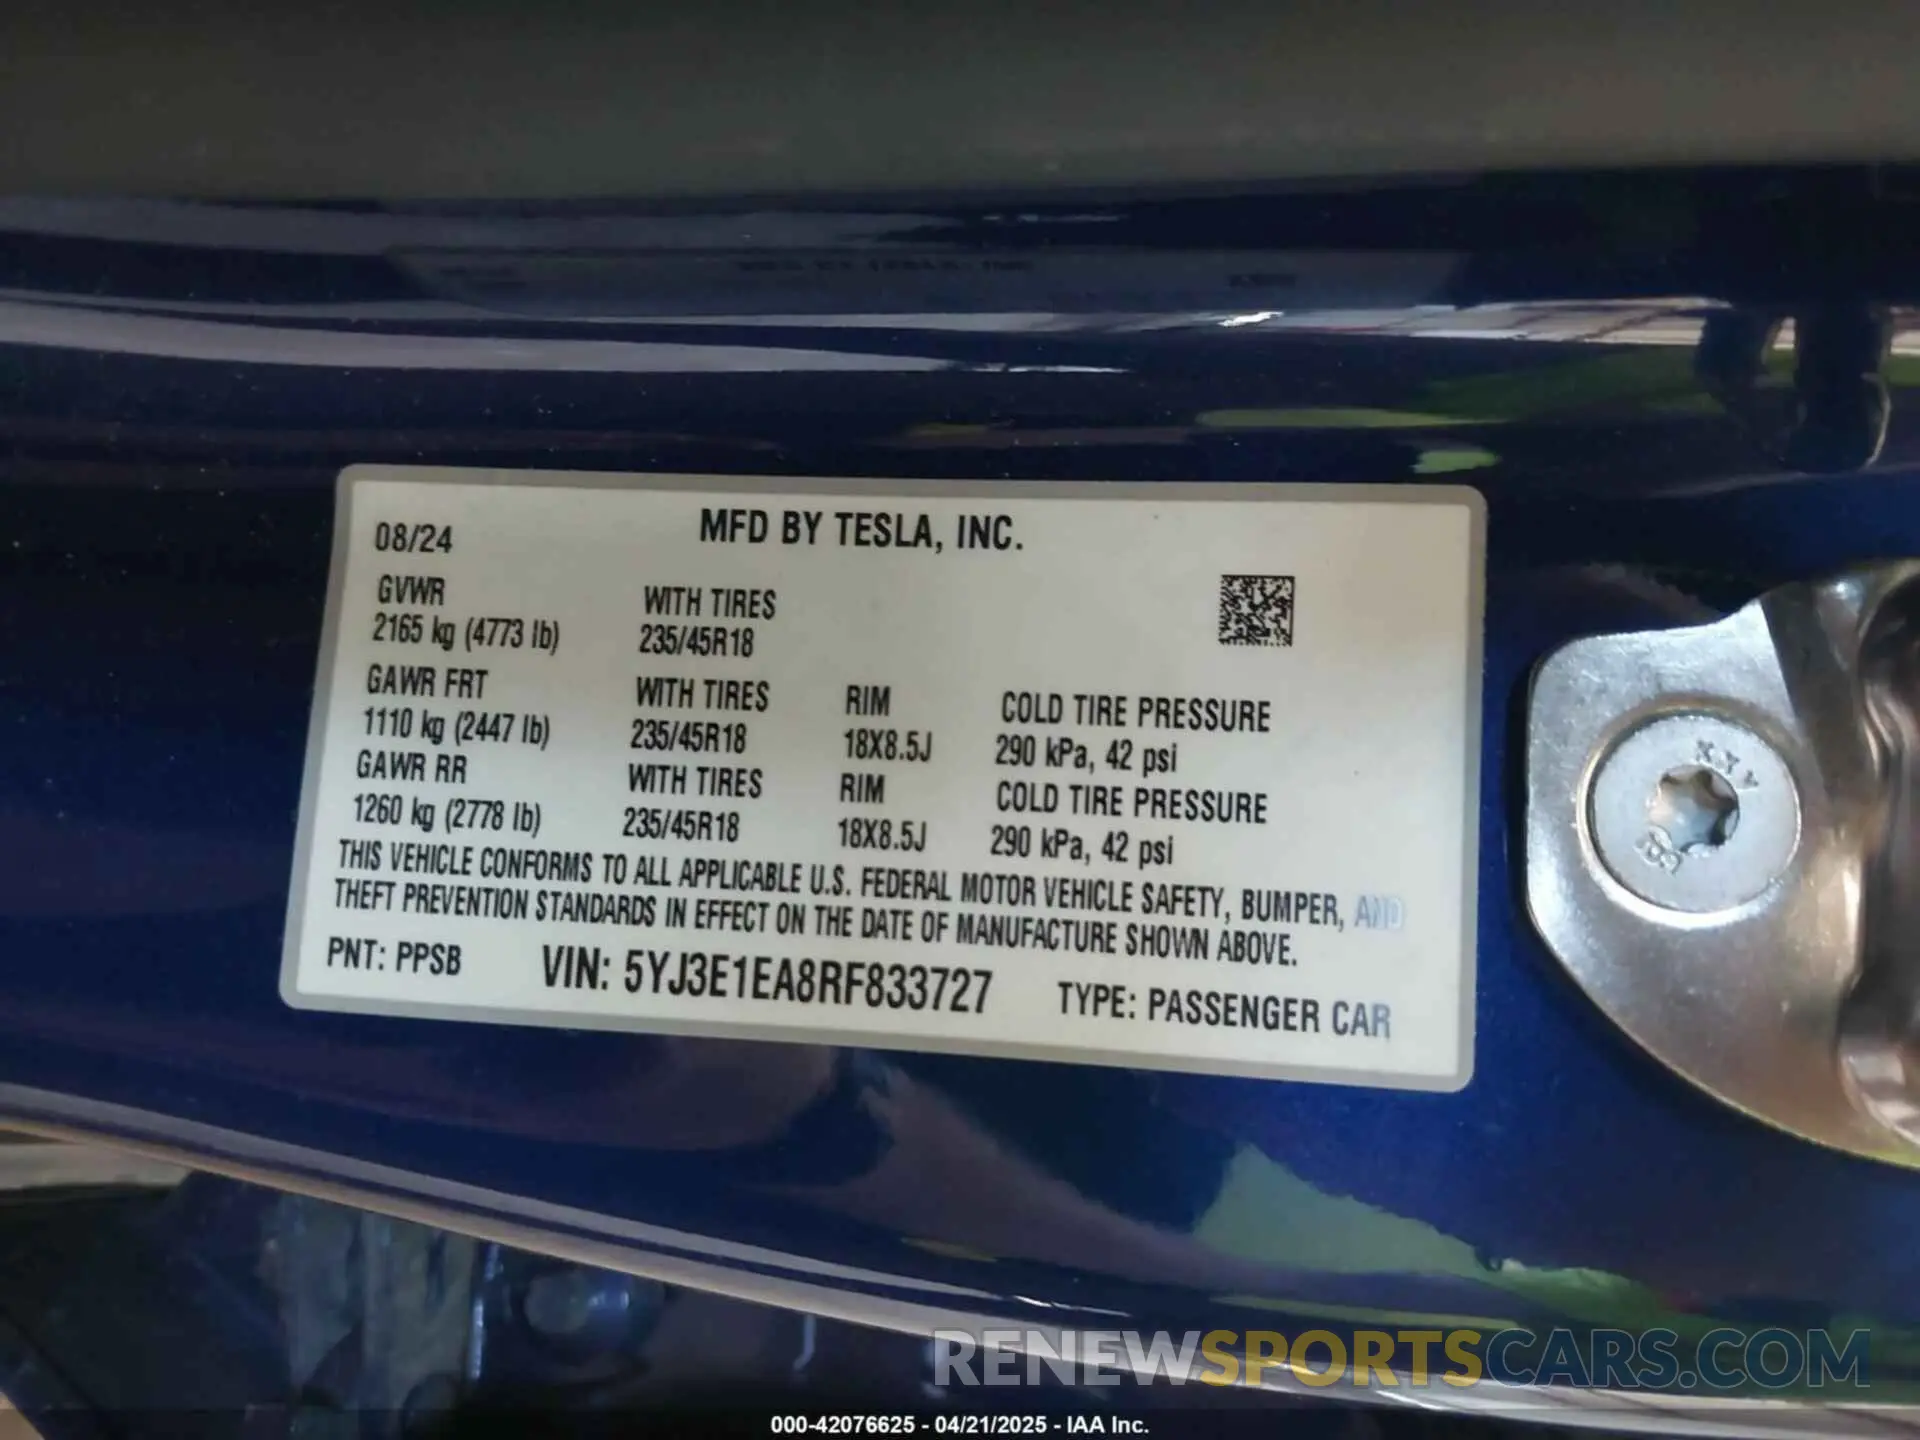 08/24 MFD BY TESLA, INC.
GVWR WITH TIRES
2165 kg (4773 lb) 235/45R18
GAWR FRT WITH TIRES RIM COLD TIRE PRESSURE
1110 kg (2447 lb) 235/45R18 18X8.5J 290 kPa, 42 psi
GAWR RR WITH TIRES RIM COLD TIRE PRESSURE
1260 kg (2778 lb) 235/45R18 18X8.5J 290 kPa, 42 psi
THIS VEHICLE CONFORMS TO ALL APPLICABLE U.S. FEDERAL MOTOR VEHICLE SAFETY, BUMPER, AND
THEFT PREVENTION STANDARDS IN EFFECT ON THE DATE OF MANUFACTURE SHOWN ABOVE.
PNT: PPSB VIN: 5YJ3E1EA8RF833727 TYPE: PASSENGER CAR
RENEWSPORTSCARS.COM
000-42076625 - 04/21/2025 - IAA Inc.